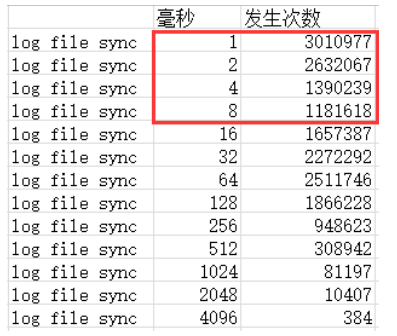 毫秒 发生次数
log file sync 1 3010977
log file sync 2 2632067
log file sync 4 1390239
log file sync 8 1181618
log file sync 16 1657387
log file sync 32 2272292
log file sync 64 2511746
log file sync 128 1866228
log file sync 256 948623
log file sync 512 308942
log file sync 1024 81197
log file sync 2048 10407
log file sync 4096 384